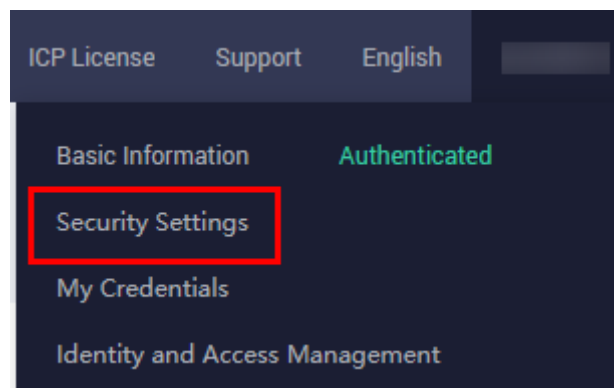 ICP License Support English
Basic Information Authenticated
Security Settings
My Credentials
Identity and Access Management